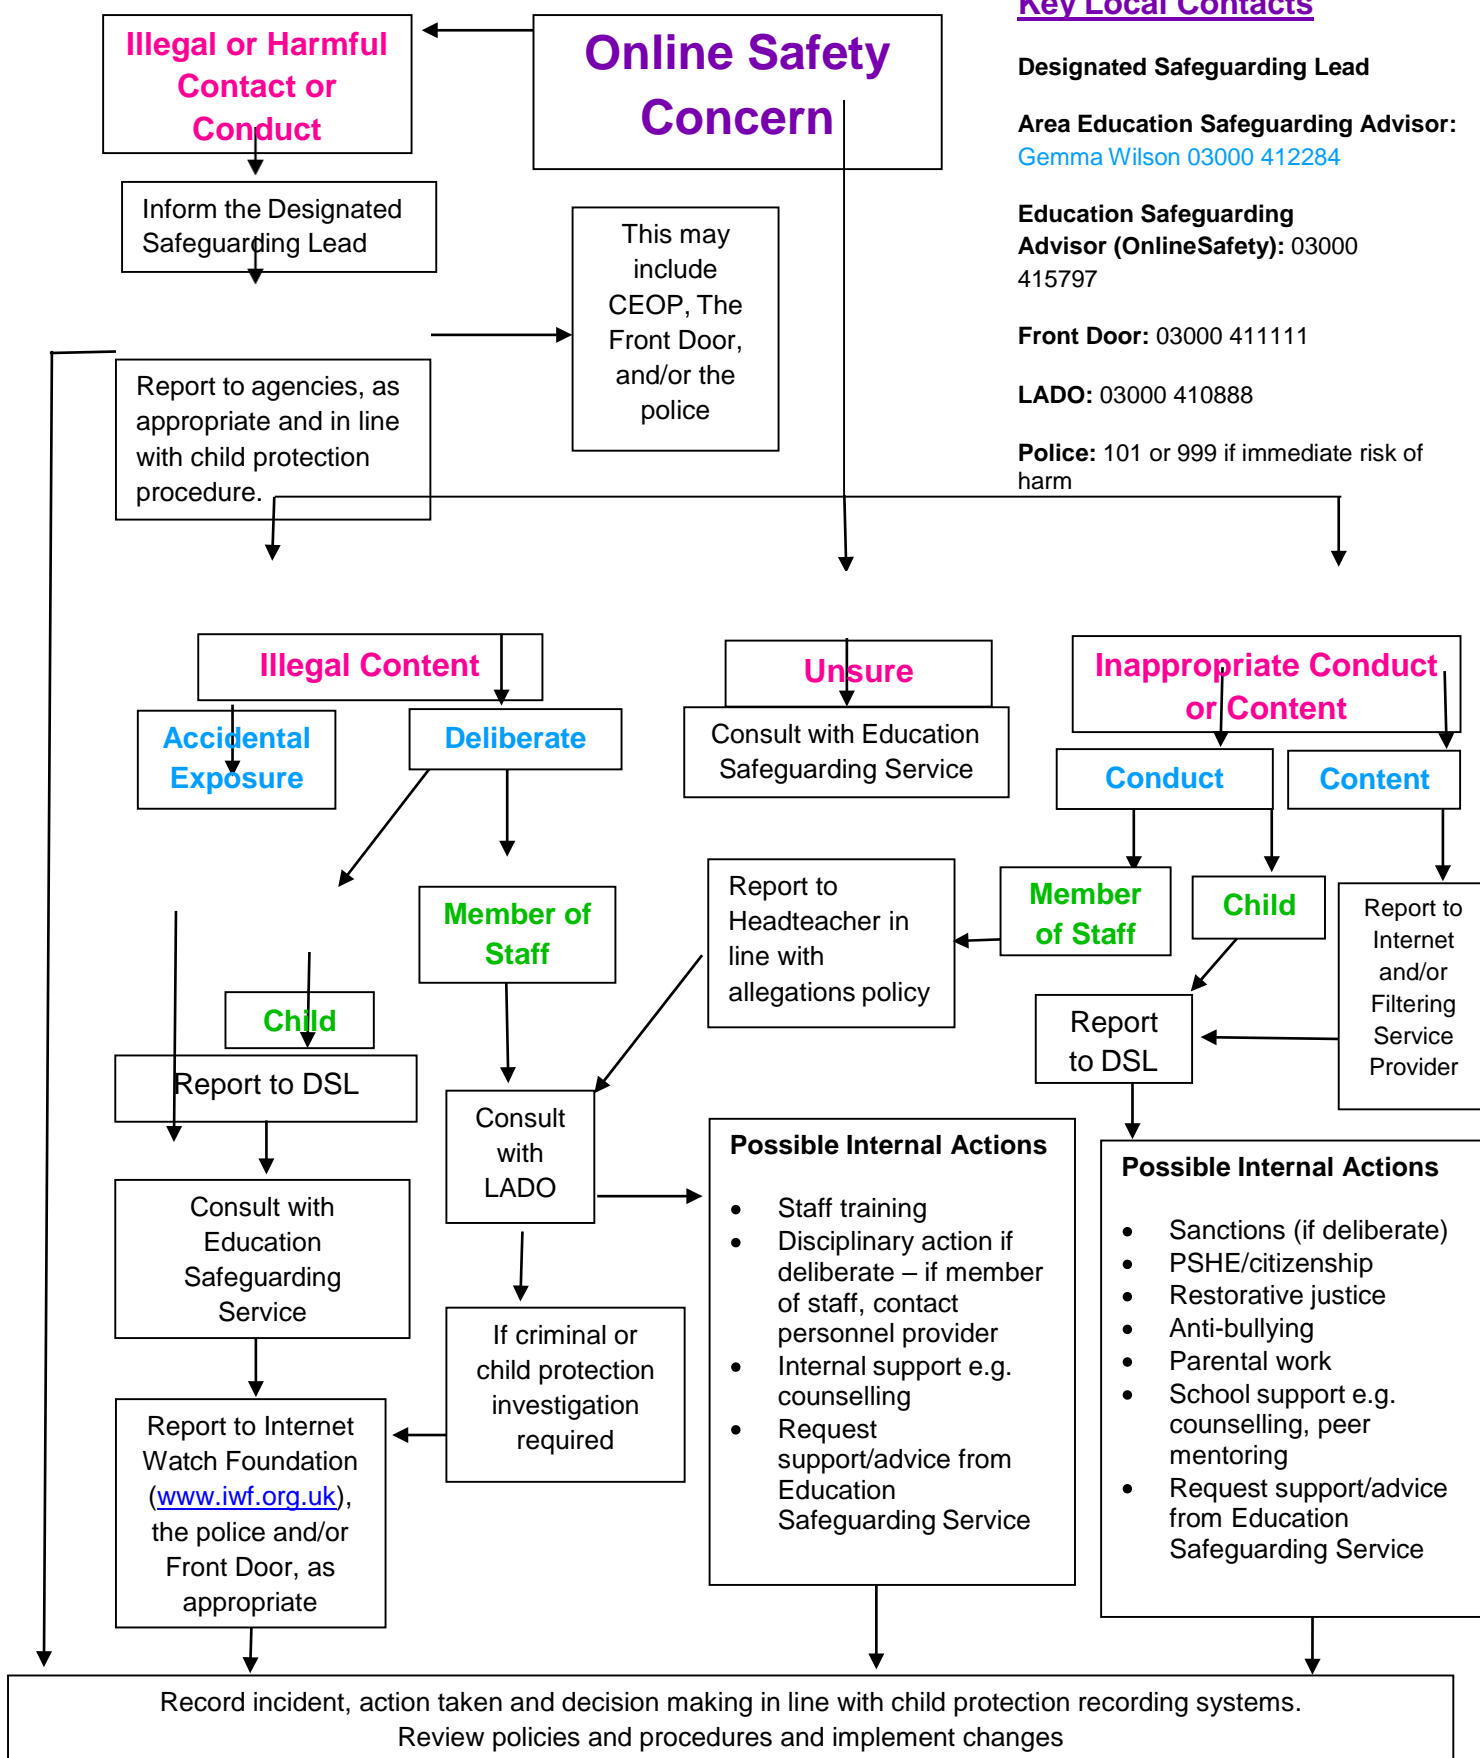 Key Local Contacts
Illegal or Harmful
Contact or
Conduct
Online Safety
Concern
Designated Safeguarding Lead
Area Education Safeguarding Advisor:
Gemma Wilson 03000 412284
Education Safeguarding
Advisor (OnlineSafety): 03000
415797
Front Door: 03000 411111
LADO: 03000 410888
Police: 101 or 999 if immediate risk of
harm
Inform the Designated
Safeguarding Lead
This may
include
CEOP, The
Front Door,
and/or the
police
Report to agencies, as
appropriate and in line
with child protection
procedure.
Illegal Content
Unsure
Inappropriate Conduct
or Content
Accidental
Exposure
Deliberate
Consult with Education
Safeguarding Service
Conduct
Content
Member of
Staff
Report to
Headteacher in
line with
allegations policy
Member
of Staff
Child
Report to
Internet
and/or
Filtering
Service
Provider
Child
Report to DSL
Report
to DSL
Consult
with
LADO
Consult with
Education
Safeguarding
Service
If criminal or
child protection
investigation
required
Report to Internet
Watch Foundation
(www.iwf.org.uk),
the police and/or
Front Door, as
appropriate
Possible Internal Actions
• Staff training
• Disciplinary action if
deliberate – if member
of staff, contact
personnel provider
• Internal support e.g.
counselling
• Request
support/advice from
Education
Safeguarding Service
Possible Internal Actions
• Sanctions (if deliberate)
• PSHE/citizenship
• Restorative justice
• Anti-bullying
• Parental work
• School support e.g.
counselling, peer
mentoring
• Request support/advice
from Education
Safeguarding Service
Record incident, action taken and decision making in line with child protection recording systems.
Review policies and procedures and implement changes